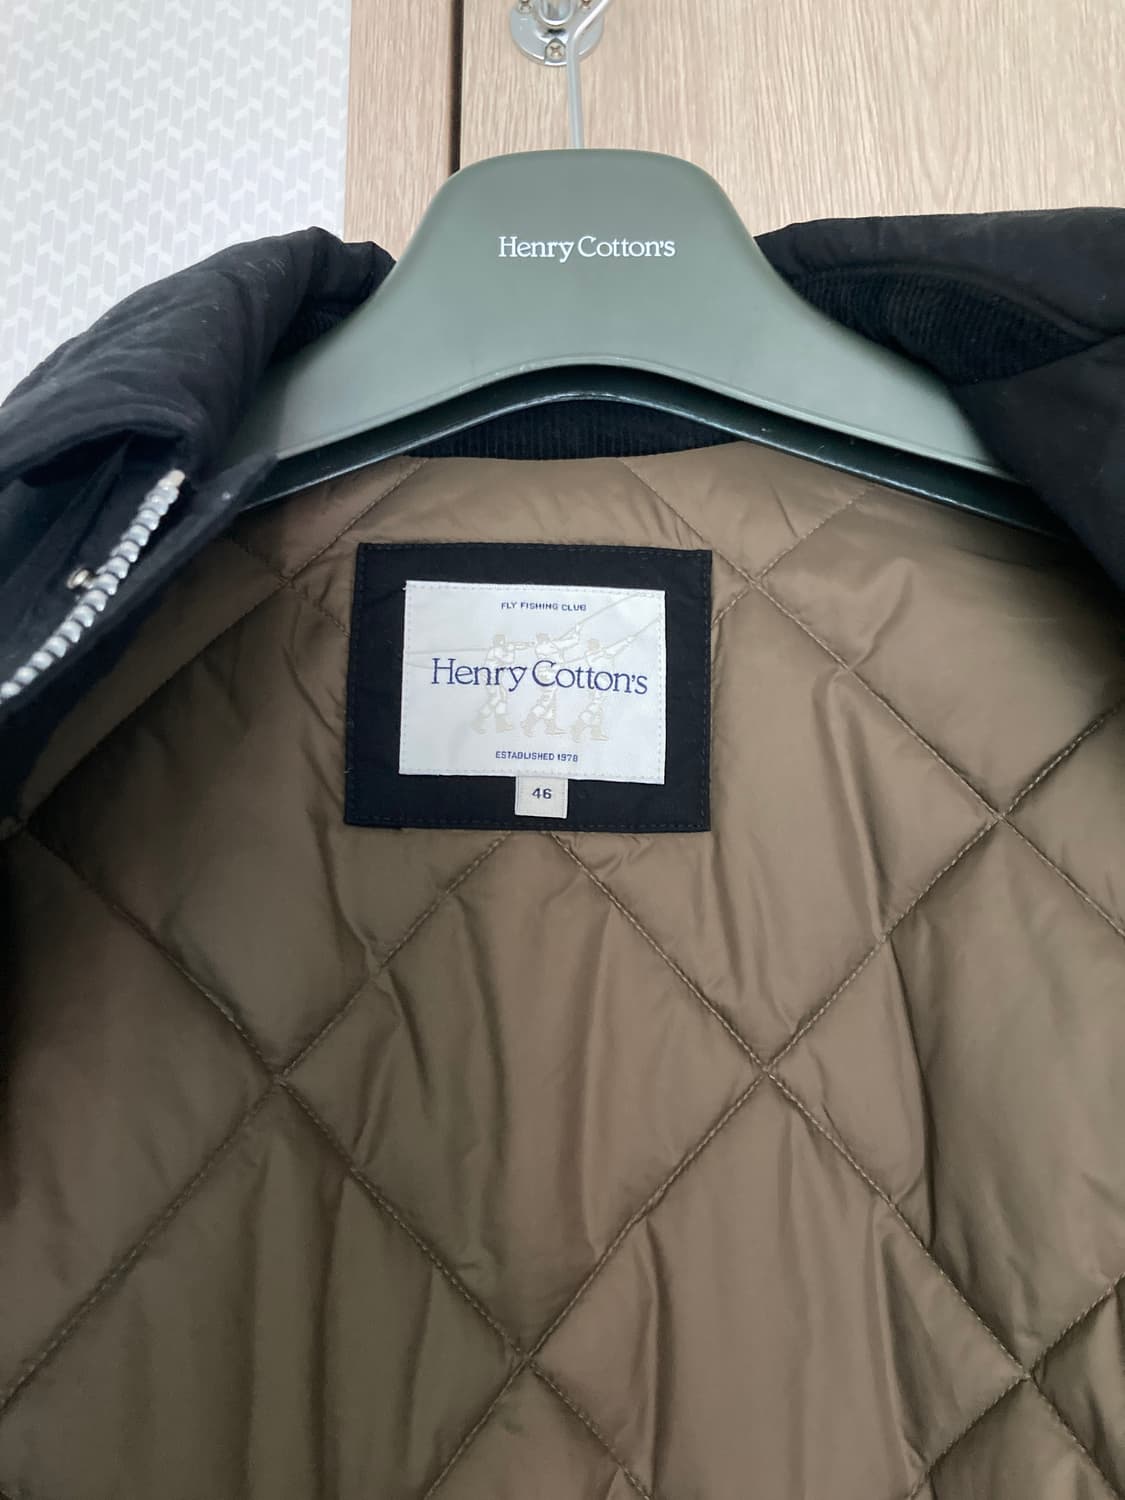 Henry Cotton's
FLY FISHING CLUB
Henry Cotton's
ESTABLISHED 1978
46